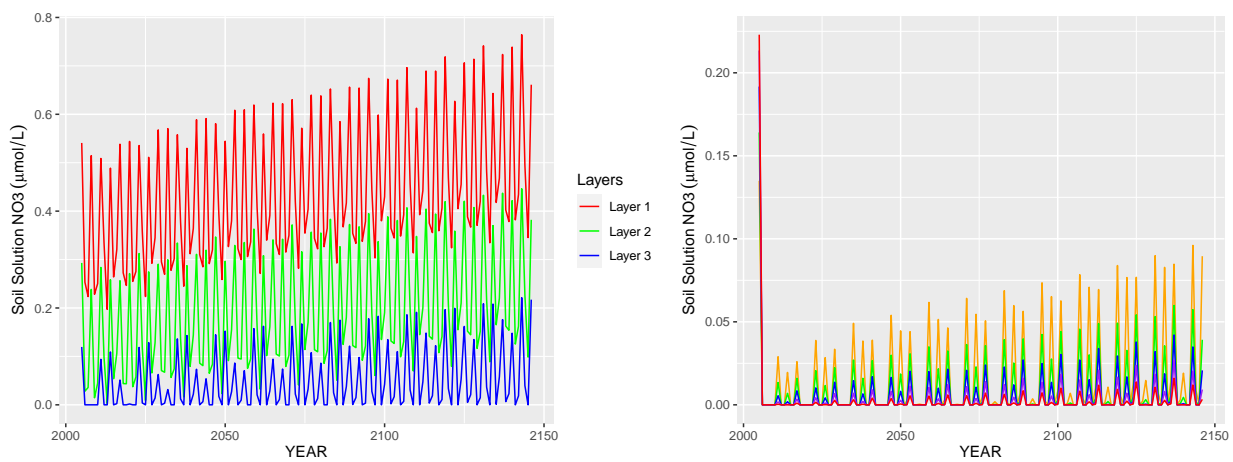 0.8
0.6
0.4
0.2
0.0
Soil Solution NO3 (µmol/L)
2000
2050
2100
2150
YEAR
Layers
Layer 1
Layer 2
Layer 3
0.20
0.15
0.10
0.05
0.00
Soil Solution NO3 (µmol/L)
2000
2050
2100
2150
YEAR